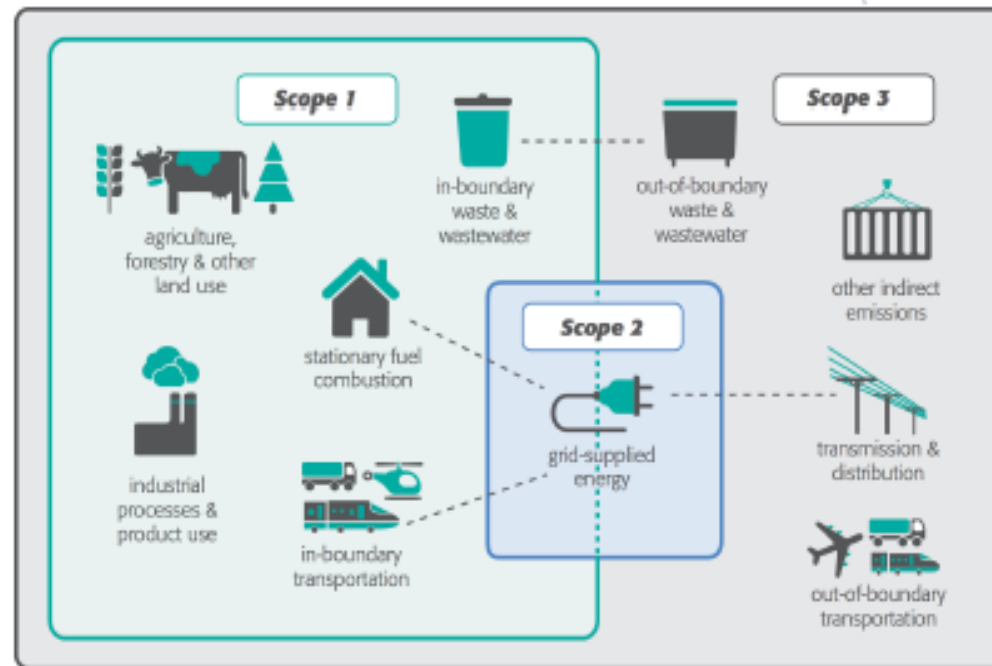 Scope 1
Scope 3
in-boundary
waste &
wastewater
out-of-boundary
waste &
wastewater
agriculture,
forestry & other
land use
other indirect
emissions
Scope 2
stationary fuel
combustion
grid-supplied
energy
transmission &
distribution
industrial
processes &
product use
in-boundary
transportation
out-of-boundary
transportation